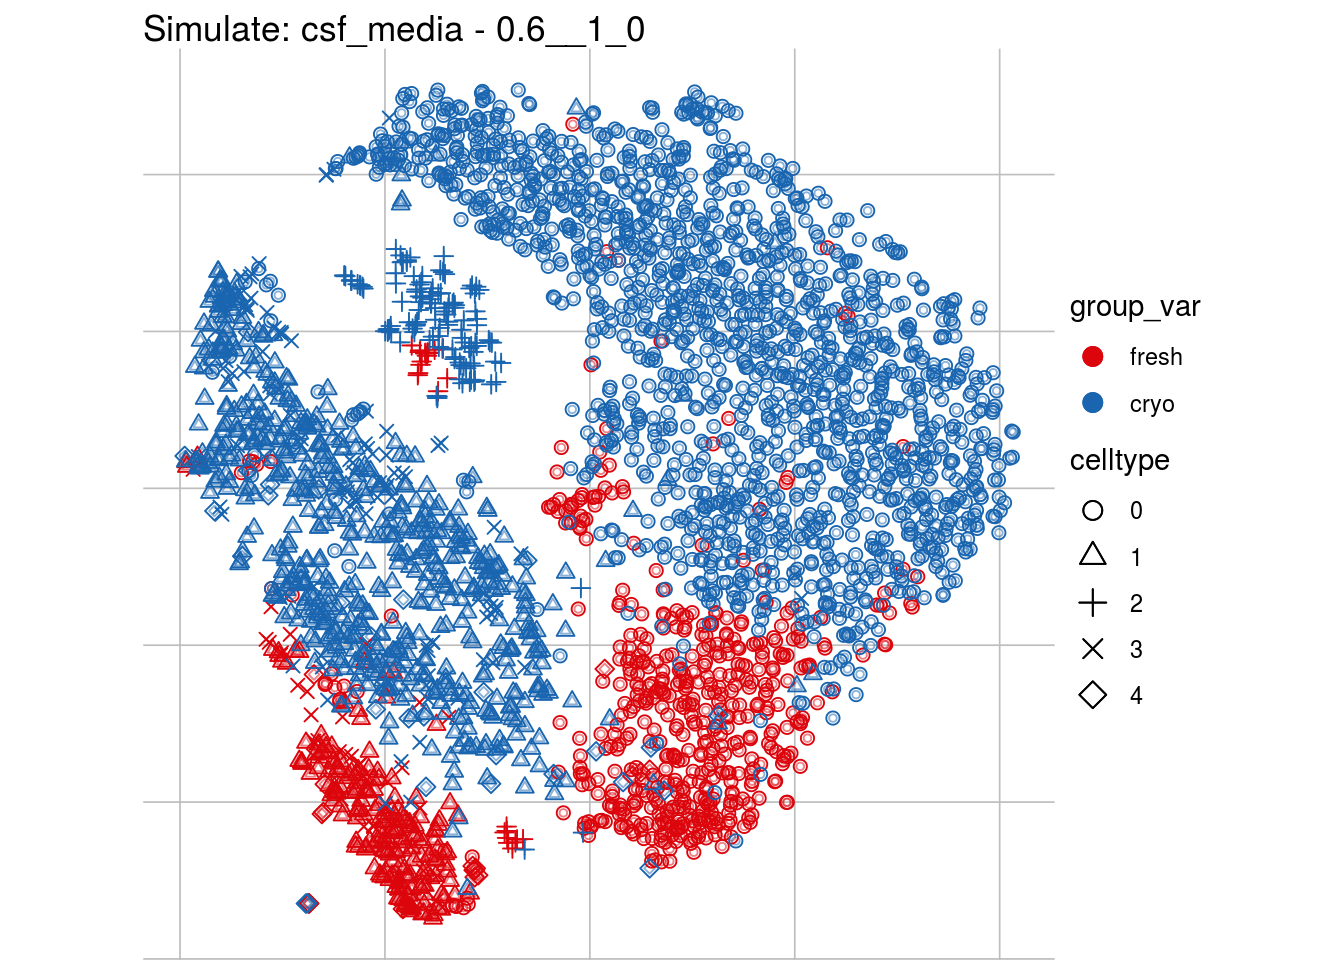 Simulate: csf_media - 0.6__1_0
group_var
fresh
cryo
celltype
0
1
2
3
4